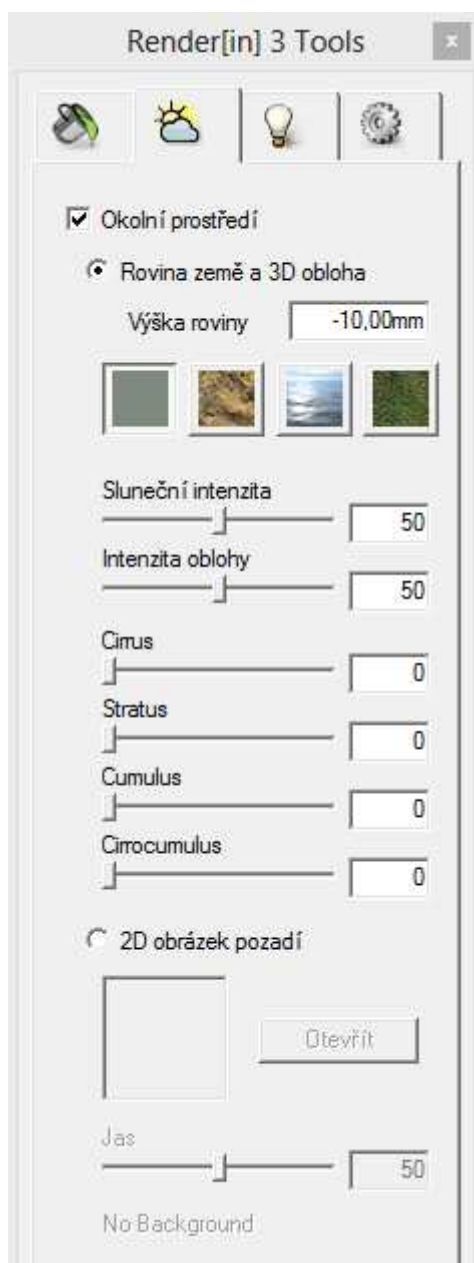 Render[in] 3 Tools
x
Okolní prostředí
Rovina země a 3D obloha
Výška roviny -10,00mm
Sluneční intenzita
50
Intenzita oblohy
50
Cirrus
0
Stratus
0
Cumulus
0
Cirrocumulus
0
2D obrázek pozadí
Otevřít
Jas
50
No Background